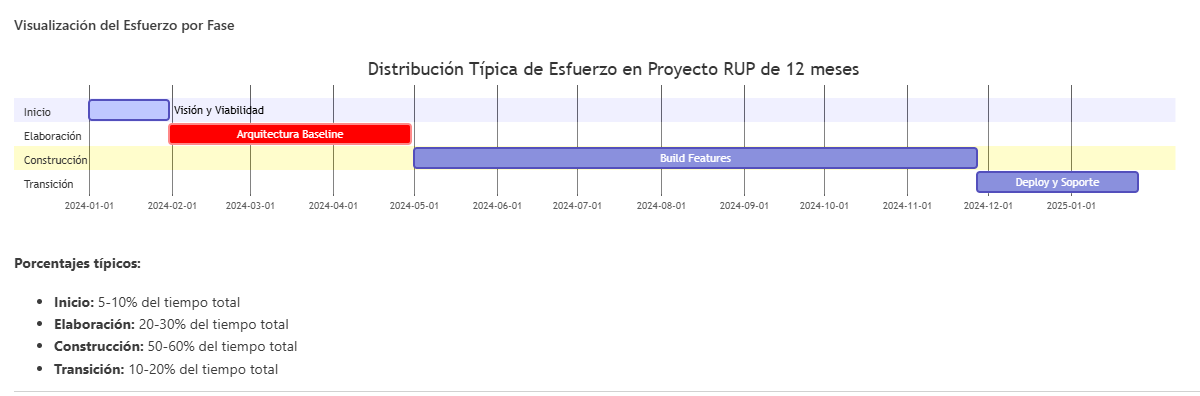 Visualización del Esfuerzo por Fase
Distribución Típica de Esfuerzo en Proyecto RUP de 12 meses
Inicio Visión y Viabilidad
Elaboración Arquitectura Baseline
Construcción Build Features
Transición Deploy y Soporte
2024-01-01 2024-02-01 2024-03-01 2024-04-01 2024-05-01 2024-06-01 2024-07-01 2024-08-01 2024-09-01 2024-10-01 2024-11-01 2024-12-01 2025-01-01
Porcentajes típicos:
• Inicio: 5-10% del tiempo total
• Elaboración: 20-30% del tiempo total
• Construcción: 50-60% del tiempo total
• Transición: 10-20% del tiempo total